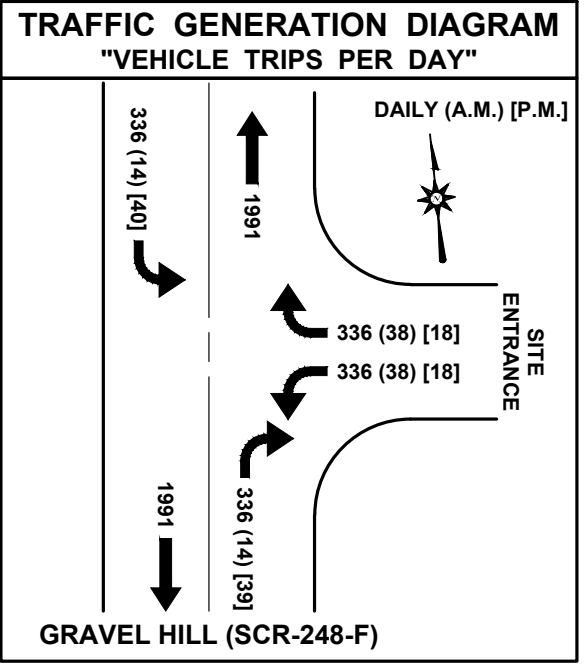 TRAFFIC GENERATION DIAGRAM
"VEHICLE TRIPS PER DAY"
DAILY (A.M.) [P.M.]
336 (14) [40]
1991
N
336 (38) [18]
336 (38) [18]
SITE
ENTRANCE
1991
336 (14) [39]
GRAVEL HILL (SCR-248-F)